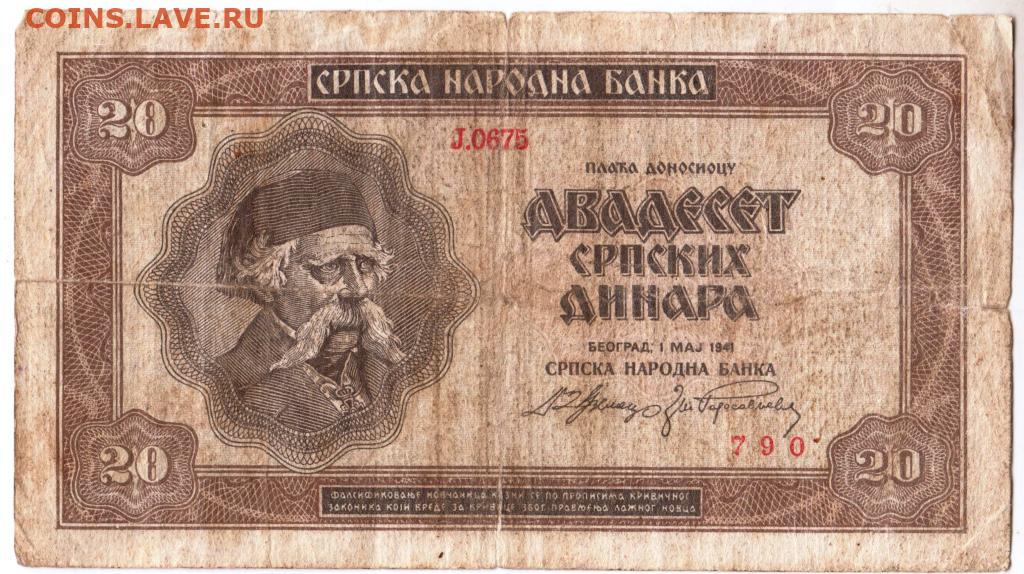 COINS.LAVE.RU
СРПСКА НАРОДНА БАНКА
20
20
J.0675
ПЛАЋА ДОНОСИОЦУ
ДВАДЕСЕТ
СРПСКИХ
ДИНАРА
БЕОГРАД, 1 МАЈ 1941
СРПСКА НАРОДНА БАНКА
790
20
20
ФАЛСИФИКОВАЊЕ НОВЧАНИЦА КАЗНИ СЕ ПО ПРОПИСИМА КРИВИЧНОГ
ЗАКОНИКА КОЈИ ВРЕДЕ ЗА КРИВИЦЕ ЗБОГ ПРАВЉЕЊА ЛАЖНОГ НОВЦА